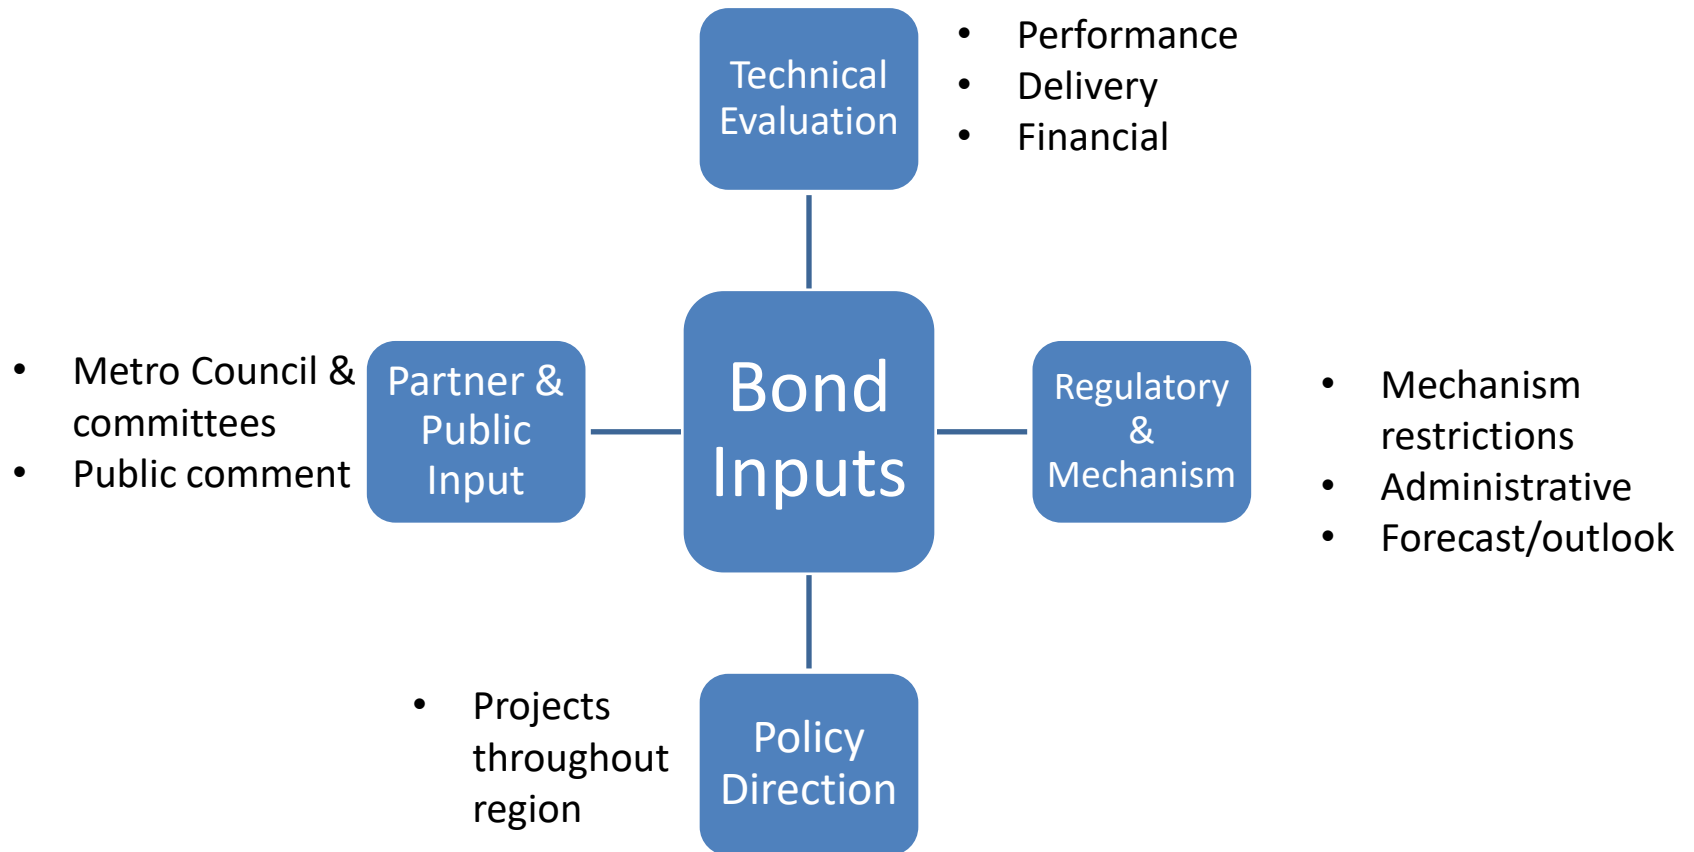 Technical
Evaluation
• Performance
• Delivery
• Financial
• Metro Council &
committees
• Public comment
Partner &
Public
Input
Bond
Inputs
Regulatory
&
Mechanism
• Mechanism
restrictions
• Administrative
• Forecast/outlook
• Projects
throughout
region
Policy
Direction